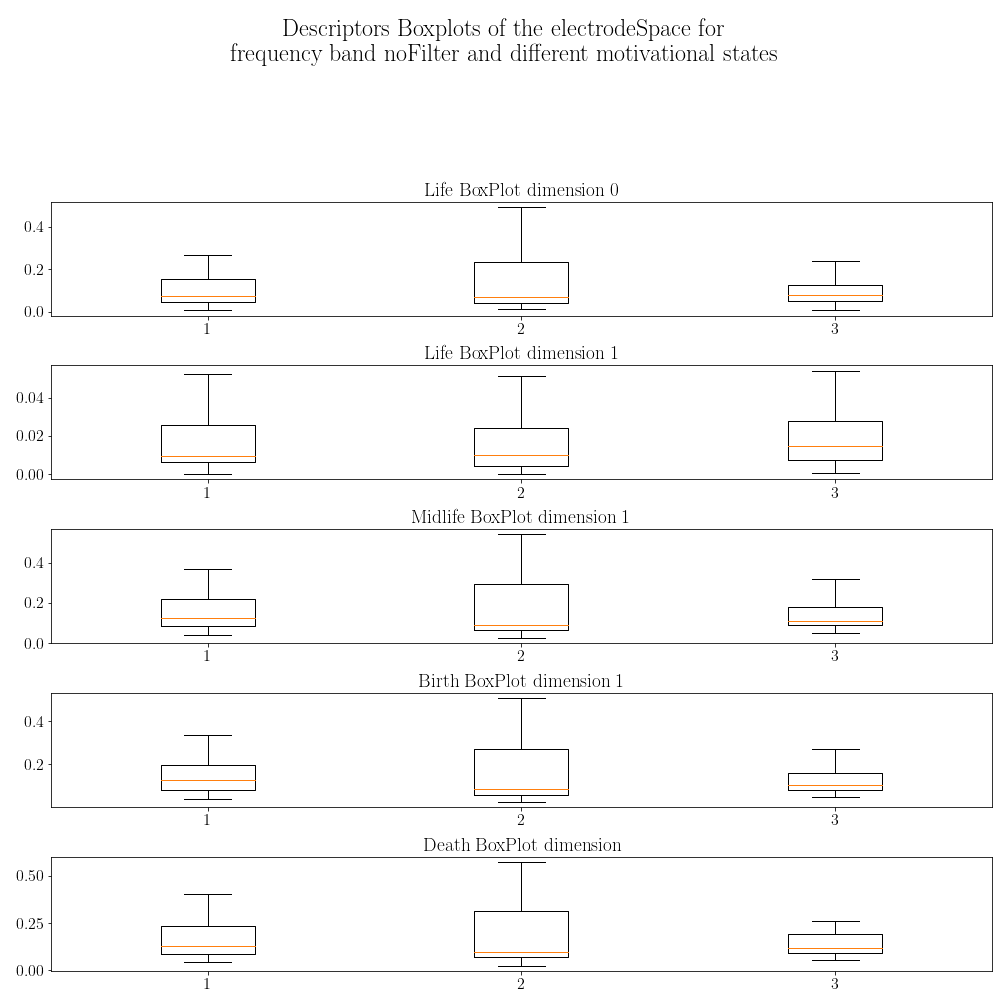 Descriptors Boxplots of the electrodeSpace for
frequency band noFilter and different motivational states
Life BoxPlot dimension 0
0.4
0.2
0.0
1 2 3
Life BoxPlot dimension 1
0.04
0.02
0.00
1 2 3
Midlife BoxPlot dimension 1
0.4
0.2
0.0
1 2 3
Birth BoxPlot dimension 1
0.4
0.2
1 2 3
Death BoxPlot dimension
0.50
0.25
0.00
1 2 3